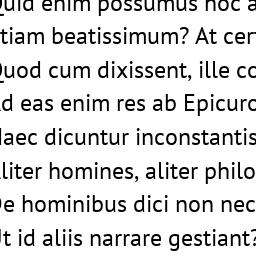 Quid enim possumus hoc a
etiam beatissimum? At cer
Quod cum dixissent, ille co
Ad eas enim res ab Epicuro
Haec dicuntur inconstantis
Aliter homines, aliter philo
De hominibus dici non nec
Ut id aliis narrare gestiant?